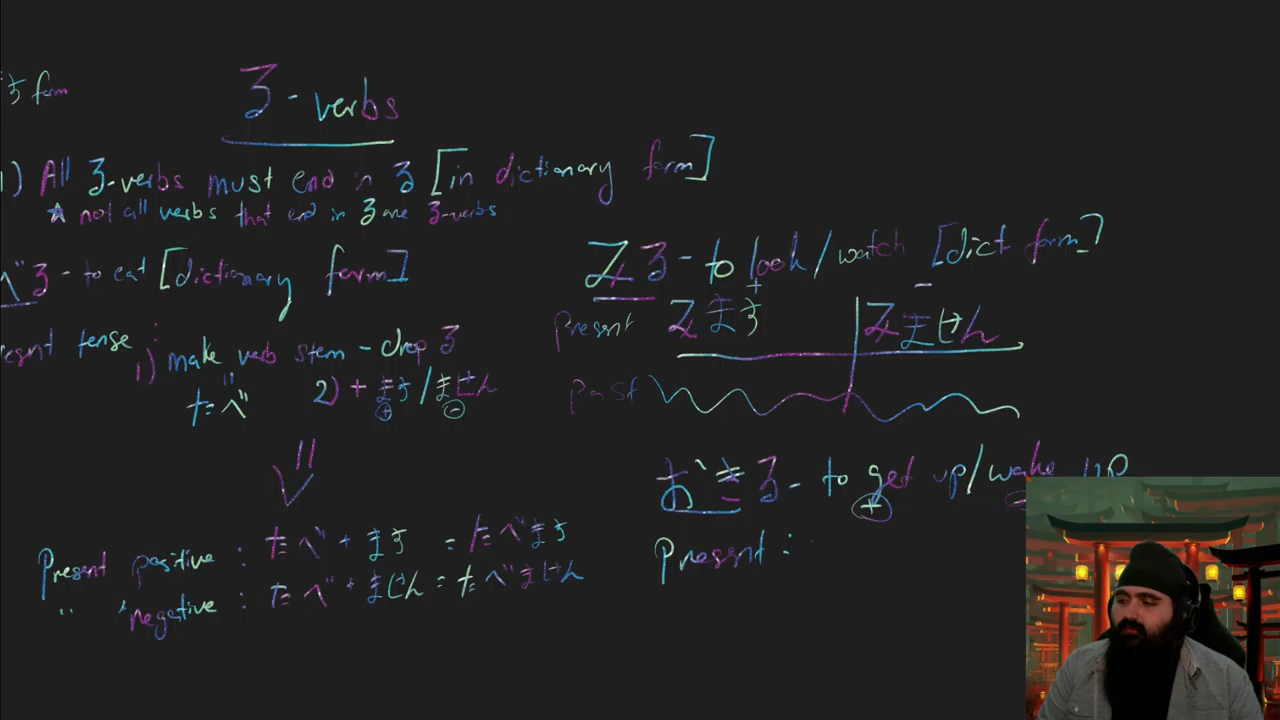 ます form
る - verbs
1) All る-verbs must end in る [in dictionary form]
☆ not all verbs that end in る are る-verbs
べる - to eat [dictionary form]
みる - to look/watch [dict form]
+ -
Present みます みません
Present tense :
1) make verb stem - drop る
たべ
2) + ます/ません
+ -
Past
おきる - to get up/wake up
+ -
Present :
Present positive : たべ + ます = たべます
" negative : たべ + ません = たべません